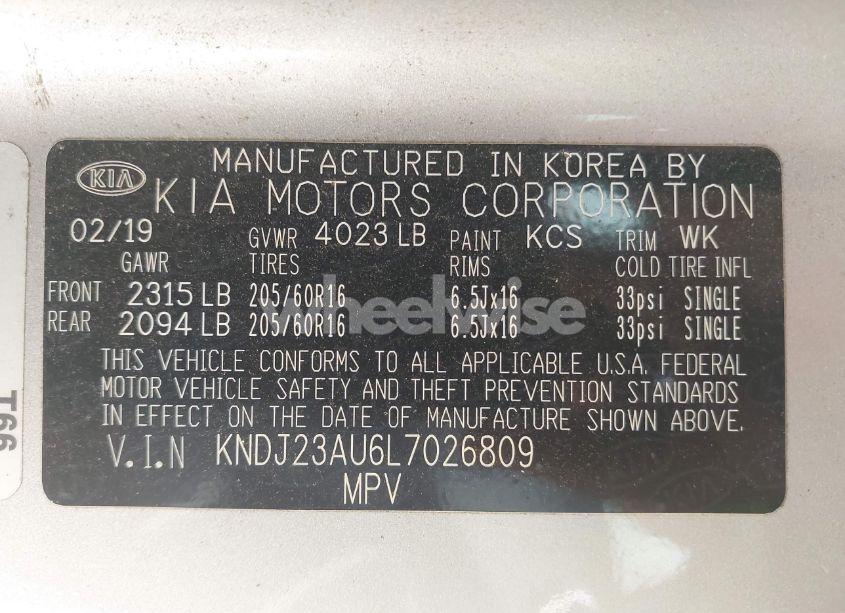 MANUFACTURED IN KOREA BY
KIA KIA MOTORS CORPORATION
02/19 GVWR 4023 LB PAINT KCS TRIM WK
GAWR TIRES RIMS COLD TIRE INFL
FRONT 2315 LB 205/60R16 6.5Jx16 33psi SINGLE
wheelwise
REAR 2094 LB 205/60R16 6.5Jx16 33psi SINGLE
THIS VEHICLE CONFORMS TO ALL APPLICABLE U.S.A. FEDERAL
MOTOR VEHICLE SAFETY AND THEFT PREVENTION STANDARDS
IN EFFECT ON THE DATE OF MANUFACTURE SHOWN ABOVE.
V.I.N KNDJ23AU6L7026809
MPV
T66